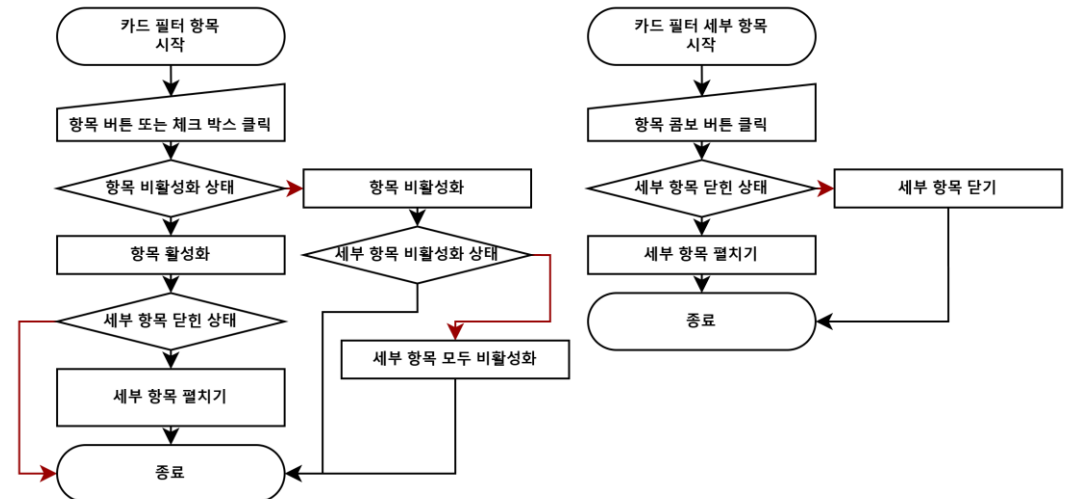 카드 필터 항목
시작
항목 버튼 또는 체크 박스 클릭
항목 비활성화 상태
항목 비활성화
항목 활성화
세부 항목 비활성화 상태
세부 항목 닫힌 상태
세부 항목 모두 비활성화
세부 항목 펼치기
종료
카드 필터 세부 항목
시작
항목 콤보 버튼 클릭
세부 항목 닫힌 상태
세부 항목 닫기
세부 항목 펼치기
종료